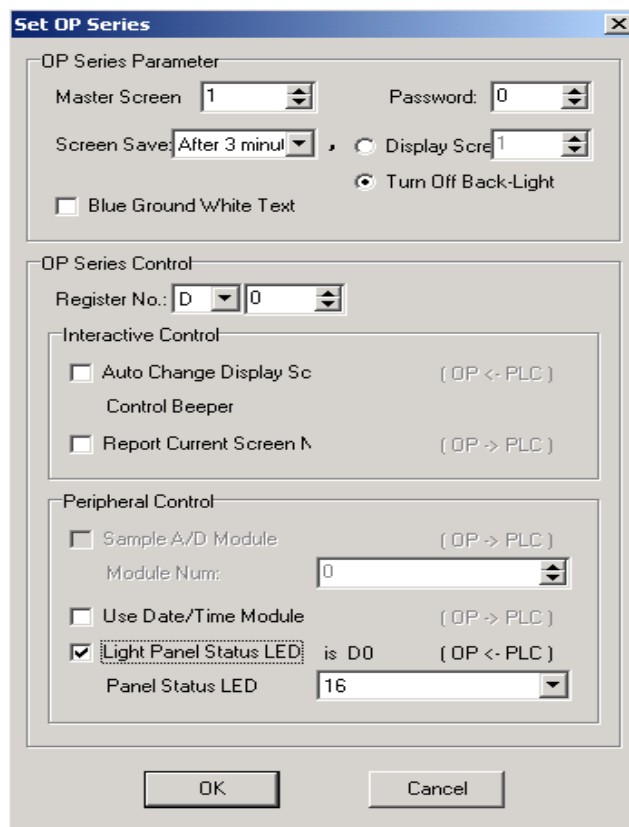 Set OP Series
OP Series Parameter
Master Screen 1 Password: 0
Screen Save: After 3 minul , Display Scre 1
Turn Off Back-Light
Blue Ground White Text
OP Series Control
Register No.: D 0
Interactive Control
Auto Change Display Sc ( OP <- PLC )
Control Beeper
Report Current Screen N ( OP -> PLC )
Peripheral Control
Sample A/D Module ( OP -> PLC )
Module Num: 0
Use Date/Time Module ( OP -> PLC )
Light Panel Status LED is D0 ( OP <- PLC )
Panel Status LED 16
OK Cancel